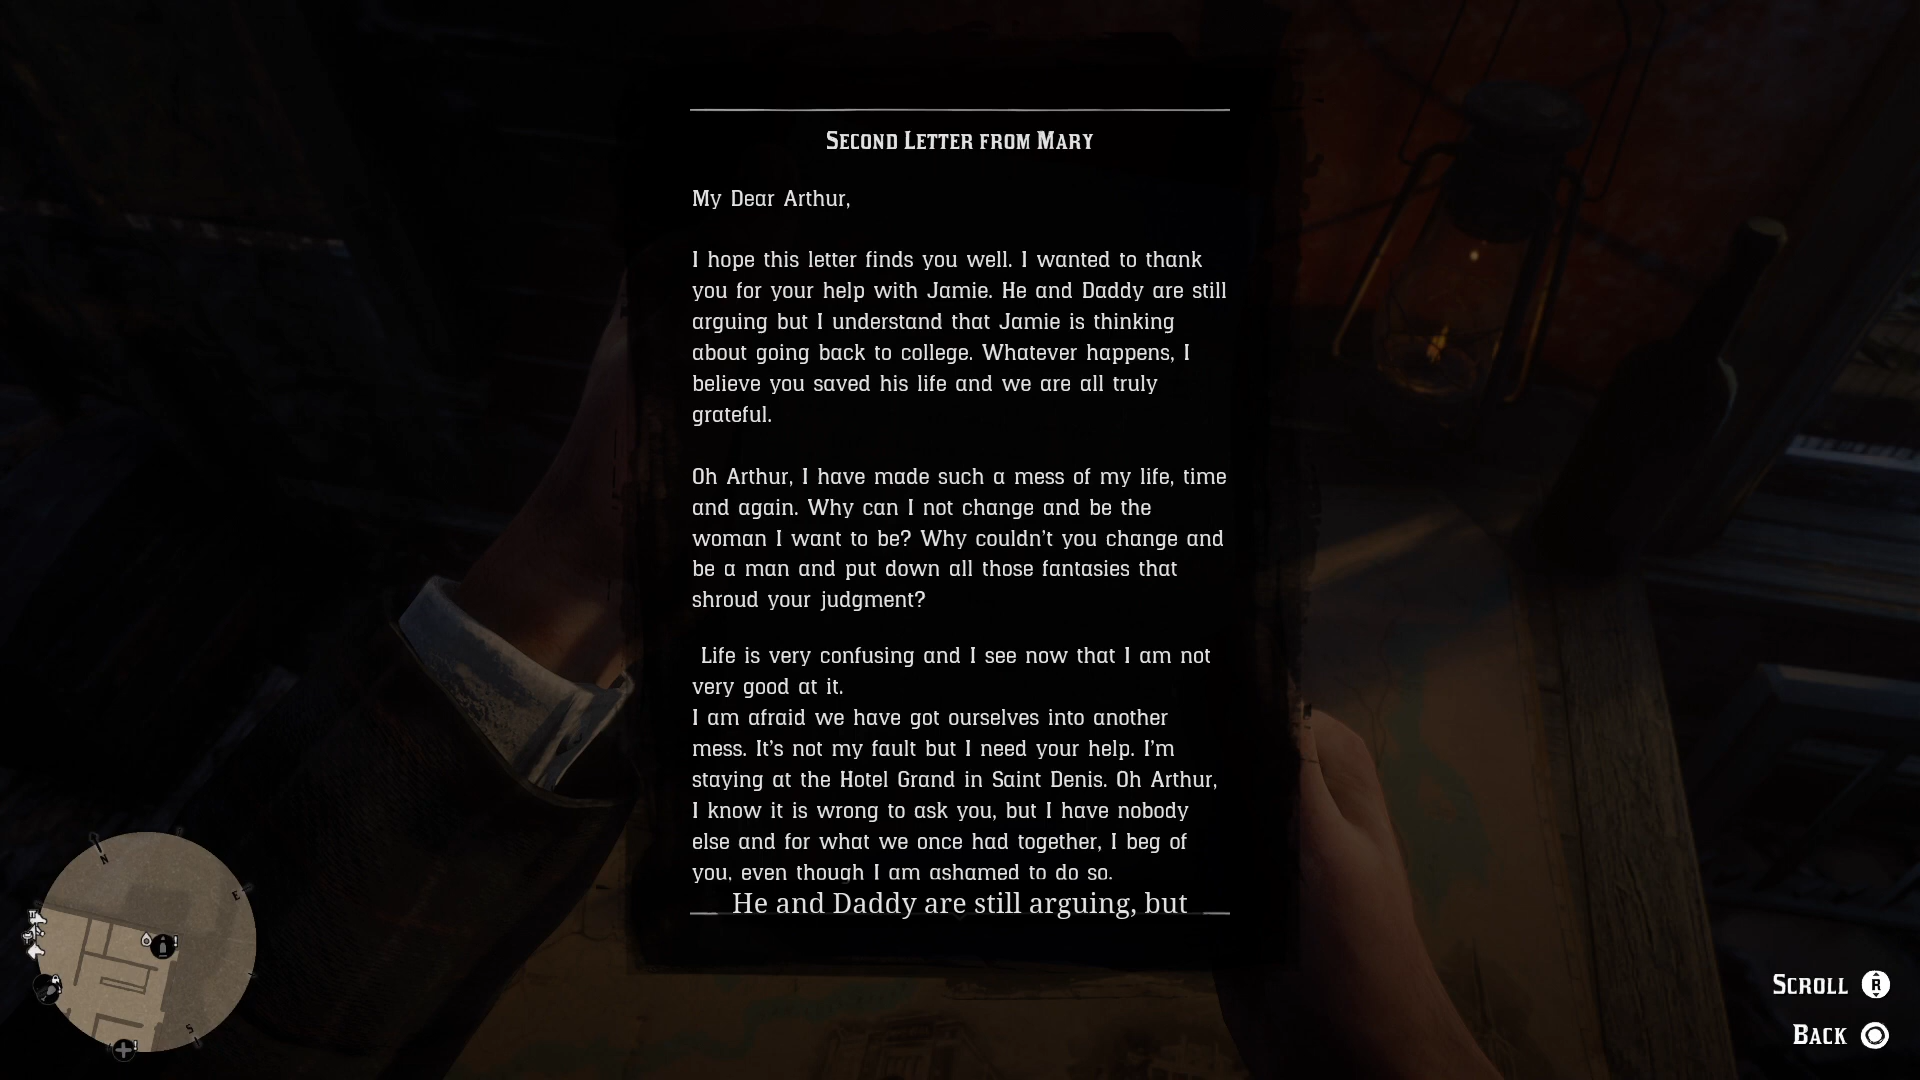 Second Letter from Mary
My Dear Arthur,
I hope this letter finds you well. I wanted to thank
you for your help with Jamie. He and Daddy are still
arguing but I understand that Jamie is thinking
about going back to college. Whatever happens, I
believe you saved his life and we are all truly
grateful.
Oh Arthur, I have made such a mess of my life, time
and again. Why can I not change and be the
woman I want to be? Why couldn't you change and
be a man and put down all those fantasies that
shroud your judgment?
Life is very confusing and I see now that I am not
very good at it.
I am afraid we have got ourselves into another
mess. It's not my fault but I need your help. I'm
staying at the Hotel Grand in Saint Denis. Oh Arthur,
I know it is wrong to ask you, but I have nobody
else and for what we once had together, I beg of
you, even though I am ashamed to do so.
He and Daddy are still arguing, but
N
E
S
Scroll R
Back